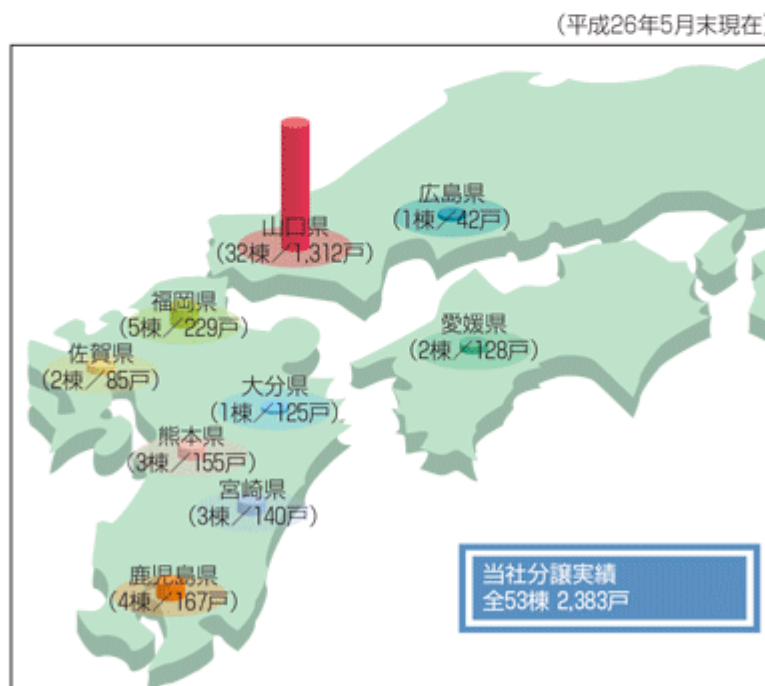 (平成26年5月末現在)
広島県
(1棟／42戸)
山口県
(32棟／1,312戸)
福岡県
(5棟／229戸)
愛媛県
(2棟／128戸)
佐賀県
(2棟／85戸)
大分県
(1棟／125戸)
熊本県
(3棟／155戸)
宮崎県
(3棟／140戸)
鹿児島県
(4棟／167戸)
当社分譲実績
全53棟 2,383戸